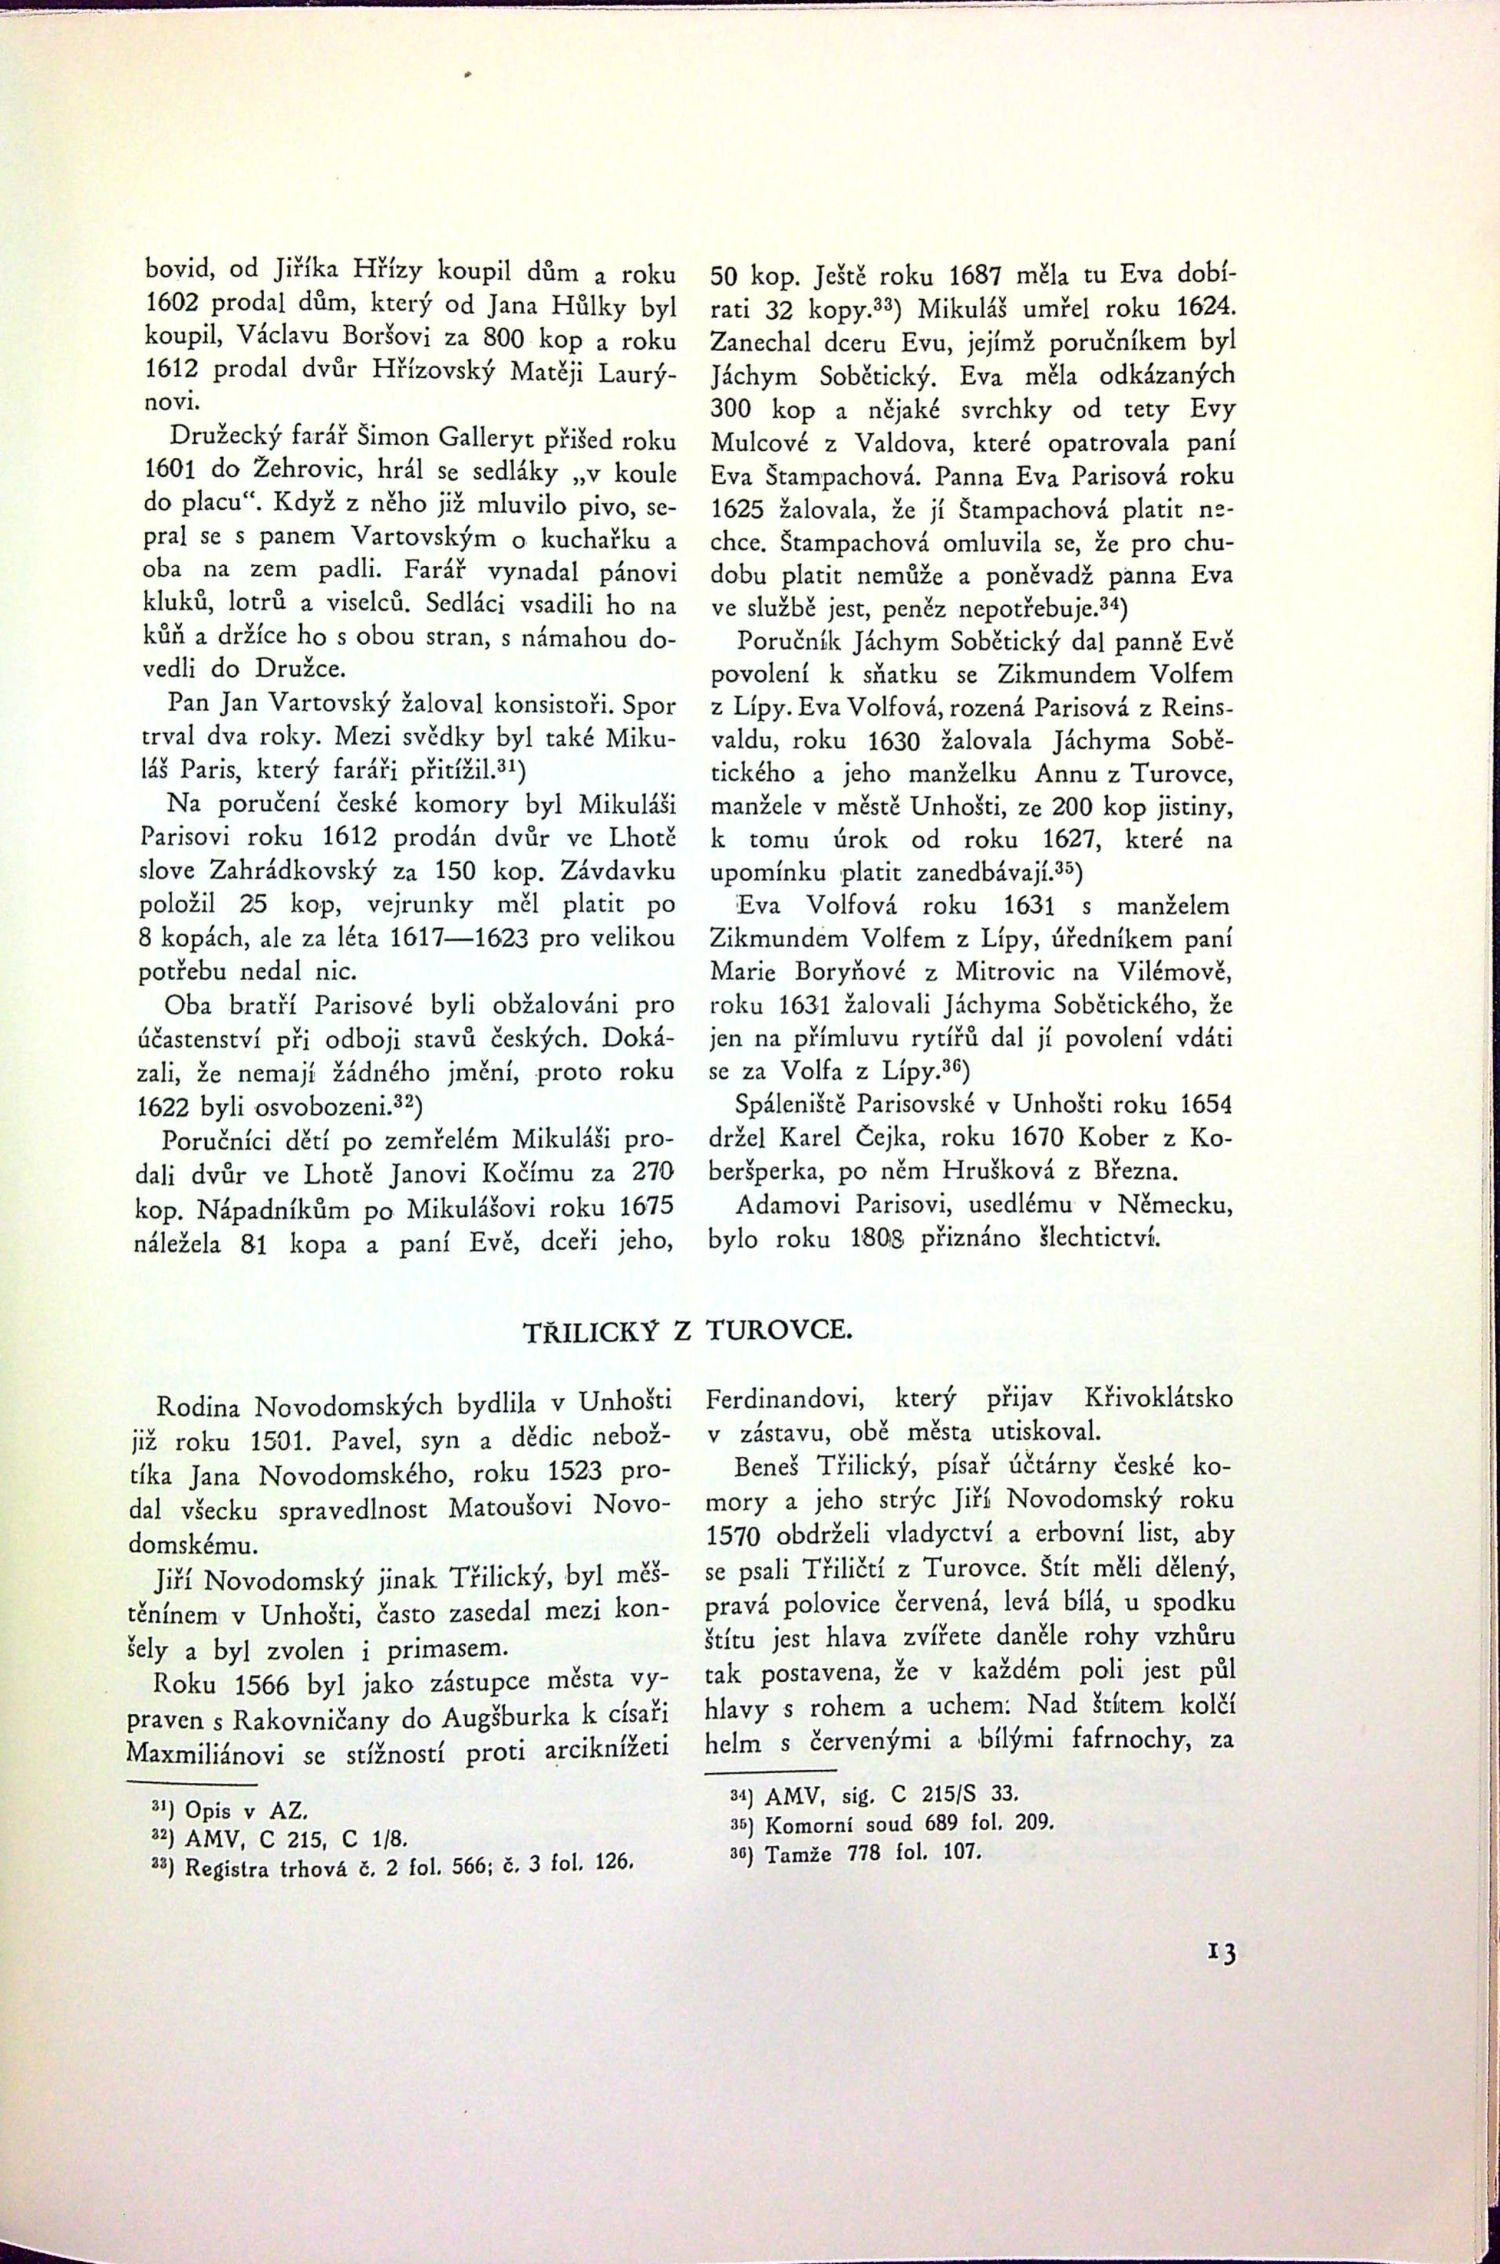 bovid, od Jiříka Hřízy koupil dům a roku
1602 prodal dům, který od Jana Hůlky byl
koupil, Václavu Boršovi za 800 kop a roku
1612 prodal dvůr Hřízovský Matěji Laurý-
novi.
Družecký farář Šimon Galleryt přišed roku
1601 do Žehrovic, hrál se sedláky „v koule
do placu“. Když z něho již mluvilo pivo, se-
pral se s panem Vartovským o kuchařku a
oba na zem padli. Farář vynadal pánovi
kluků, lotrů a viselců. Sedláci vsadili ho na
kůň a držíce ho s obou stran, s námahou do-
vedli do Družce.
Pan Jan Vartovský žaloval konsistoři. Spor
trval dva roky. Mezi svědky byl také Miku-
láš Paris, který faráři přitížil.³¹)
Na poručení české komory byl Mikuláši
Parisovi roku 1612 prodán dvůr ve Lhotě
slove Zahrádkovský za 150 kop. Závdavku
položil 25 kop, vejrunky měl platit po
8 kopách, ale za léta 1617—1623 pro velikou
potřebu nedal nic.
Oba bratří Parisové byli obžalováni pro
účastenství při odboji stavů českých. Doká-
zali, že nemají žádného jmění, proto roku
1622 byli osvobozeni.³²)
Poručníci dětí po zemřelém Mikuláši pro-
dali dvůr ve Lhotě Janovi Kočímu za 270
kop. Nápadníkům po Mikulášovi roku 1675
náležela 81 kopa a paní Evě, dceři jeho,
50 kop. Ještě roku 1687 měla tu Eva dobí-
rati 32 kopy.³³) Mikuláš umřel roku 1624.
Zanechal dceru Evu, jejímž poručníkem byl
Jáchym Sobětický. Eva měla odkázaných
300 kop a nějaké svrchky od tety Evy
Mulcové z Valdova, které opatrovala paní
Eva Štampachová. Panna Eva Parisová roku
1625 žalovala, že jí Štampachová platit ne-
chce. Štampachová omluvila se, že pro chu-
dobu platit nemůže a poněvadž panna Eva
ve službě jest, peněz nepotřebuje.³⁴)
Poručník Jáchym Sobětický dal panně Evě
povolení k sňatku se Zikmundem Volfem
z Lípy. Eva Volfová, rozená Parisová z Reins-
valdu, roku 1630 žalovala Jáchyma Sobě-
tického a jeho manželku Annu z Turovce,
manžele v městě Unhošti, ze 200 kop jistiny,
k tomu úrok od roku 1627, které na
upomínku platit zanedbávají.³⁵)
Eva Volfová roku 1631 s manželem
Zikmundem Volfem z Lípy, úředníkem paní
Marie Boryňové z Mitrovic na Vilémově,
roku 1631 žalovali Jáchyma Sobětického, že
jen na přímluvu rytířů dal jí povolení vdáti
se za Volfa z Lípy.³⁶)
Spáleniště Parisovské v Unhošti roku 1654
držel Karel Čejka, roku 1670 Kober z Ko-
beršperka, po něm Hrušková z Března.
Adamovi Parisovi, usedlému v Německu,
bylo roku 1808 přiznáno šlechtictví.
TŘILICKÝ Z TUROVCE.
Rodina Novodomských bydlila v Unhošti
již roku 1501. Pavel, syn a dědic nebož-
tíka Jana Novodomského, roku 1523 pro-
dal všecku spravedlnost Matoušovi Novo-
domskému.
Jiří Novodomský jinak Třilický, byl měš-
těnínem v Unhošti, často zasedal mezi kon-
šely a byl zvolen i primasem.
Roku 1566 byl jako zástupce města vy-
praven s Rakovničany do Augšburka k císaři
Maxmiliánovi se stížností proti arciknížeti
Ferdinandovi, který přijav Křivoklátsko
v zástavu, obě města utiskoval.
Beneš Třilický, písař účtárny české ko-
mory a jeho strýc Jiří Novodomský roku
1570 obdrželi vladyctví a erbovní list, aby
se psali Třiličtí z Turovce. Štít měli dělený,
pravá polovice červená, levá bílá, u spodku
štítu jest hlava zvířete daněle rohy vzhůru
tak postavena, že v každém poli jest půl
hlavy s rohem a uchem: Nad štítem kolčí
helm s červenými a bílými fafrnochy, za
³¹) Opis v AZ.
³²) AMV, C 215, C 1/8.
³³) Registra trhová č. 2 fol. 566; č. 3 fol. 126.
³⁴) AMV, sig. C 215/S 33.
³⁵) Komorní soud 689 fol. 209.
³⁶) Tamže 778 fol. 107.
13